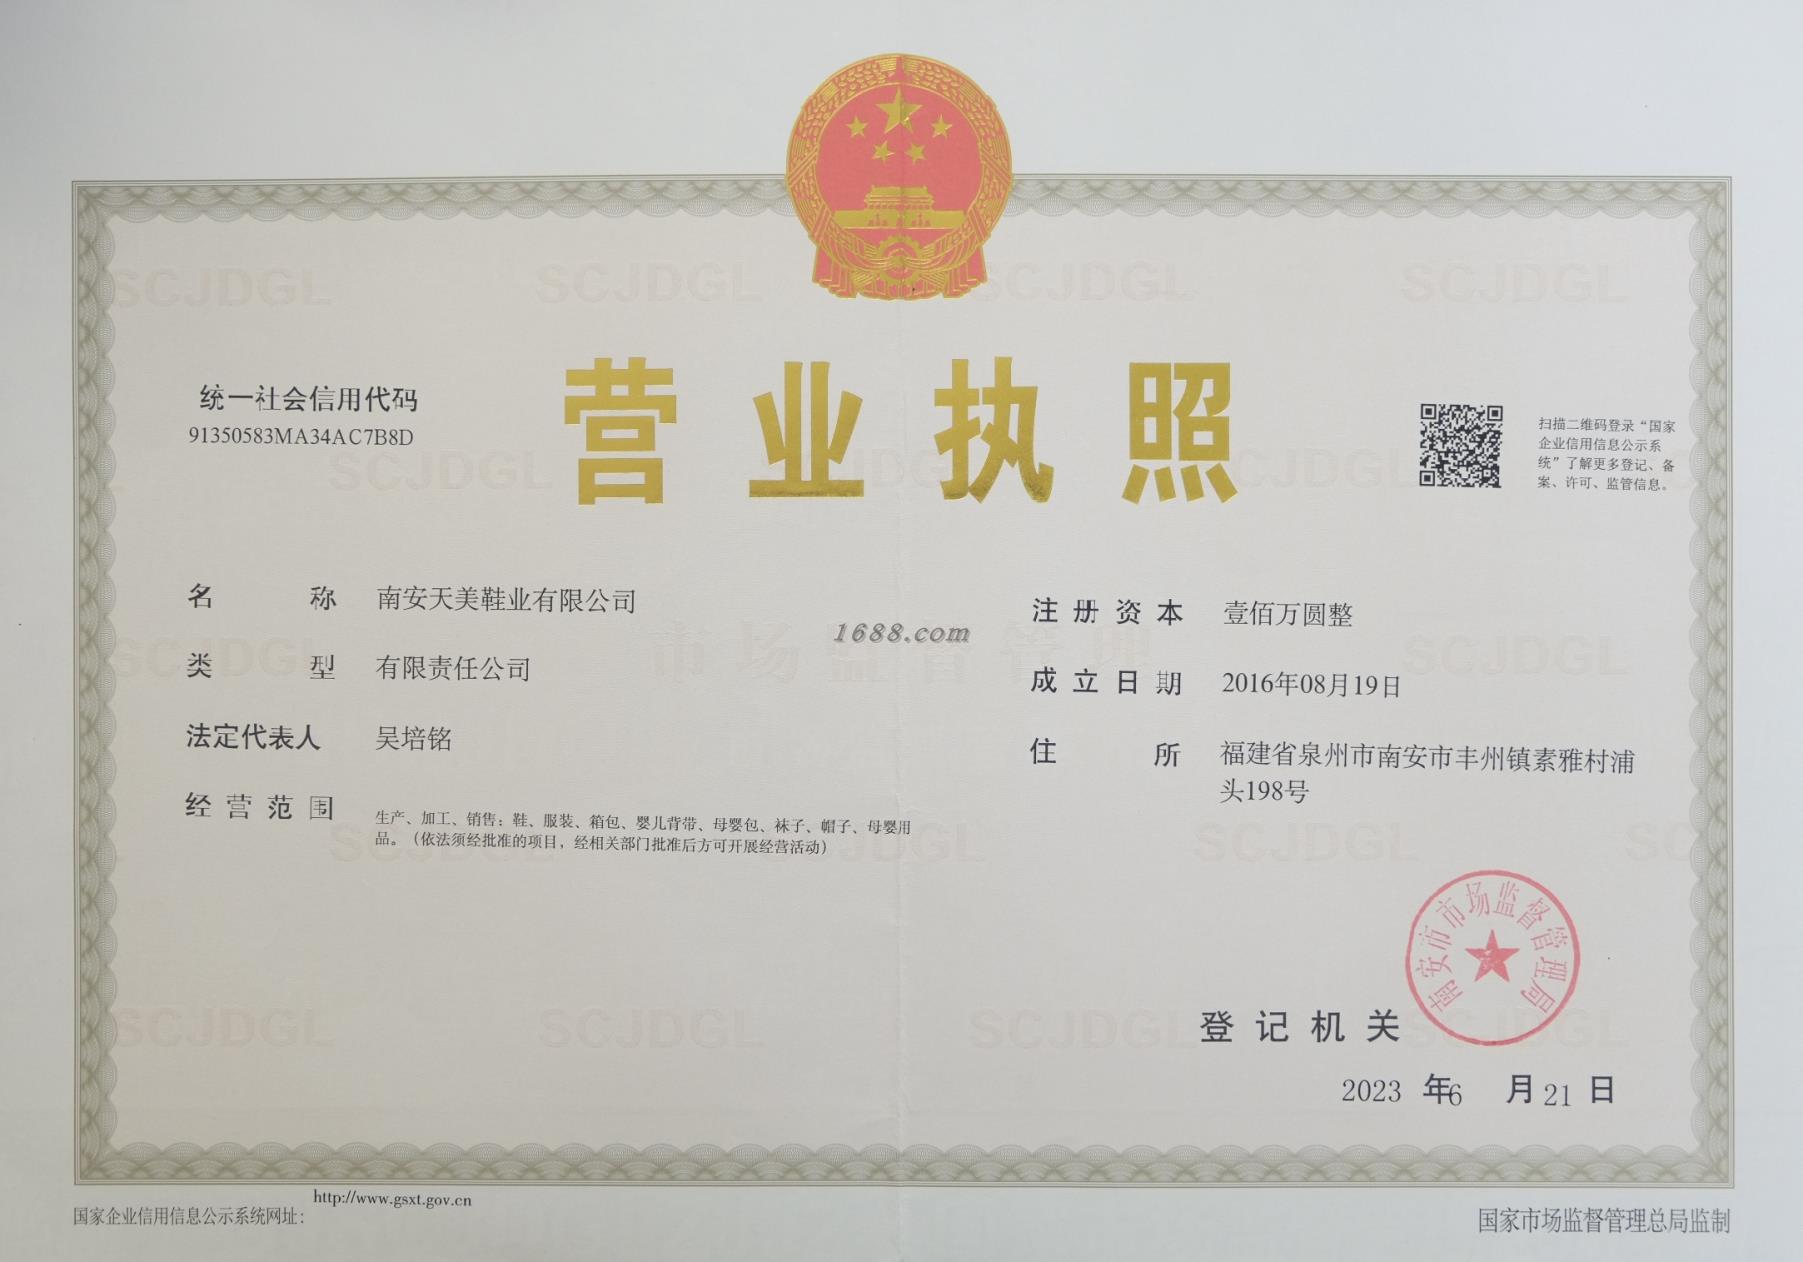 统一社会信用代码
91350583MA34AC7B8D
营业执照
扫描二维码登录“国家
企业信用信息公示系
统”了解更多登记、备
案、许可、监管信息。
名称 南安天美鞋业有限公司
类型 有限责任公司
法定代表人 吴培铭
经营范围 生产、加工、销售：鞋、服装、箱包、婴儿背带、母婴包、袜子、帽子、母婴用
品。（依法须经批准的项目，经相关部门批准后方可开展经营活动）
1688.com
市场监督管理
注册资本 壹佰万圆整
成立日期 2016年08月19日
住所 福建省泉州市南安市丰州镇素雅村浦
头198号
南安市市场监督管理局
登记机关
2023 年6 月21 日
国家企业信用信息公示系统网址：http://www.gsxt.gov.cn
国家市场监督管理总局监制
SCJDGL SCJDGL SCJDGL SCJDGL